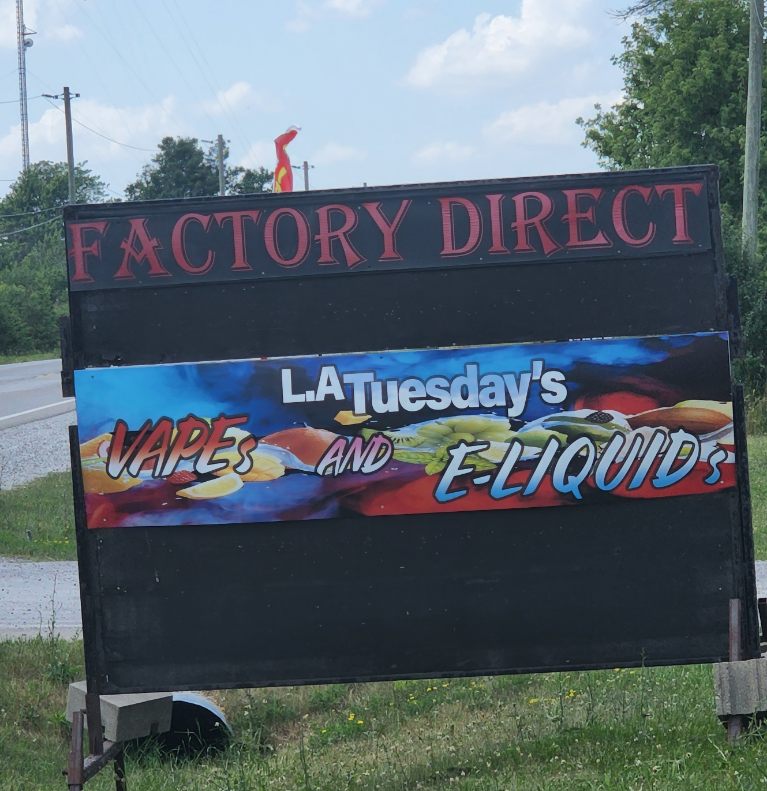 FACTORY DIRECT
L.A Tuesday's
VAPEs AND E-LIQUIDs